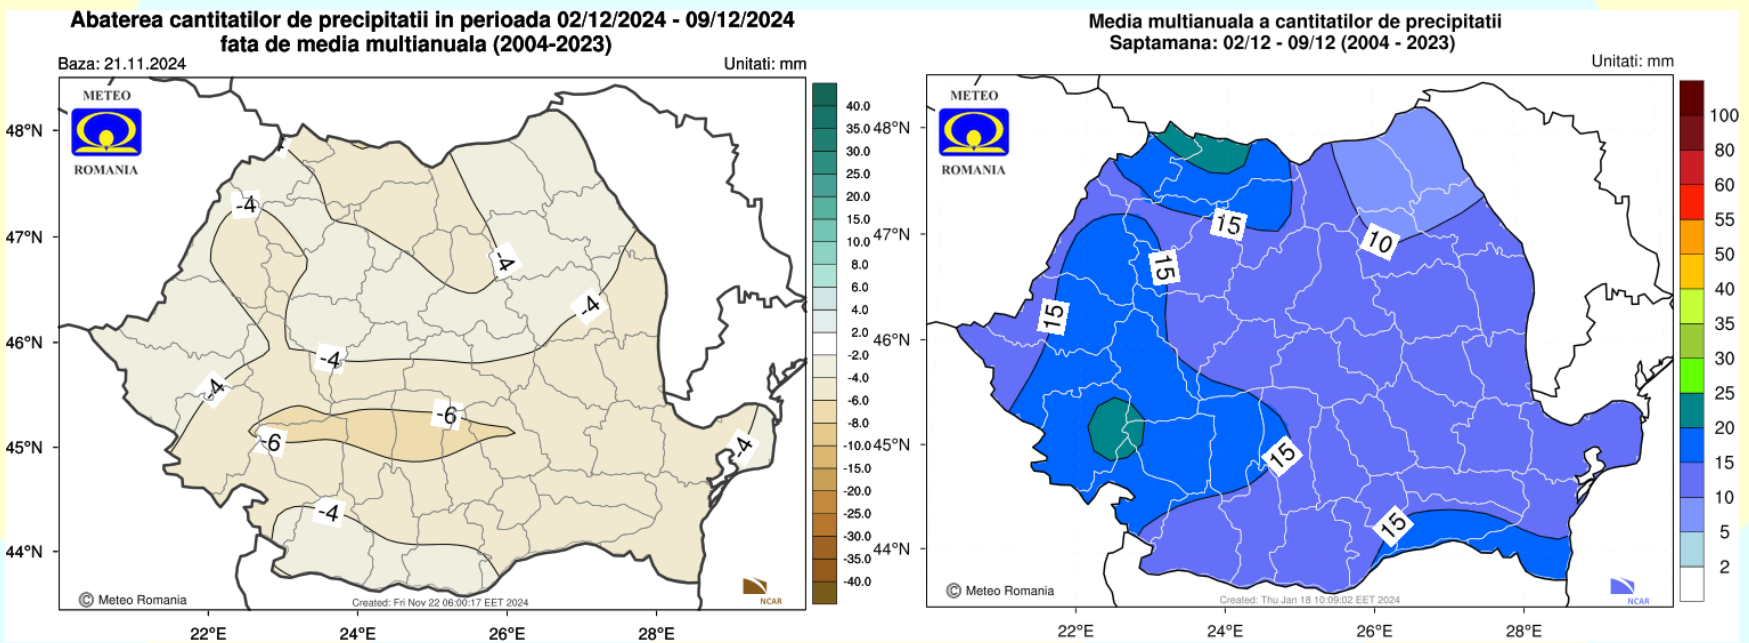 Abaterea cantitatilor de precipitatii in perioada 02/12/2024 - 09/12/2024
fata de media multianuala (2004-2023)
Baza: 21.11.2024
Unitati: mm
METEO
ROMANIA
48°N
47°N
46°N
45°N
44°N
22°E
24°E
26°E
28°E
-4
-4
-4
-4
-4
-6
-6
-4
-4
40.0
35.0
30.0
25.0
20.0
15.0
10.0
8.0
6.0
4.0
2.0
-2.0
-4.0
-6.0
-8.0
-10.0
-15.0
-20.0
-25.0
-30.0
-35.0
-40.0
© Meteo Romania
Created: Fri Nov 22 06:00:17 EET 2024
NCAR
Media multianuala a cantitatilor de precipitatii
Saptamana: 02/12 - 09/12 (2004 - 2023)
Unitati: mm
METEO
ROMANIA
48°N
47°N
46°N
45°N
44°N
22°E
24°E
26°E
28°E
15
10
15
15
15
15
100
80
60
55
50
40
35
30
25
20
15
10
5
2
© Meteo Romania
Created: Thu Jan 18 10:09:02 EET 2024
NCAR